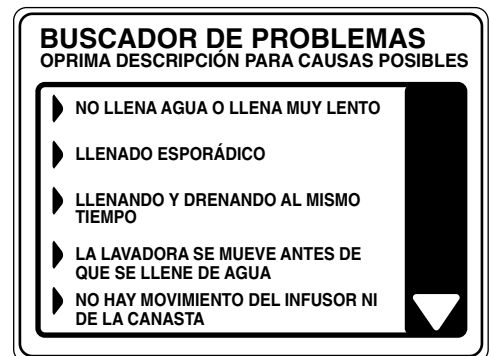 BUSCADOR DE PROBLEMAS
OPRIMA DESCRIPCIÓN PARA CAUSAS POSIBLES
NO LLENA AGUA O LLENA MUY LENTO
LLENADO ESPORÁDICO
LLENANDO Y DRENANDO AL MISMO
TIEMPO
LA LAVADORA SE MUEVE ANTES DE
QUE SE LLENE DE AGUA
NO HAY MOVIMIENTO DEL INFUSOR NI
DE LA CANASTA